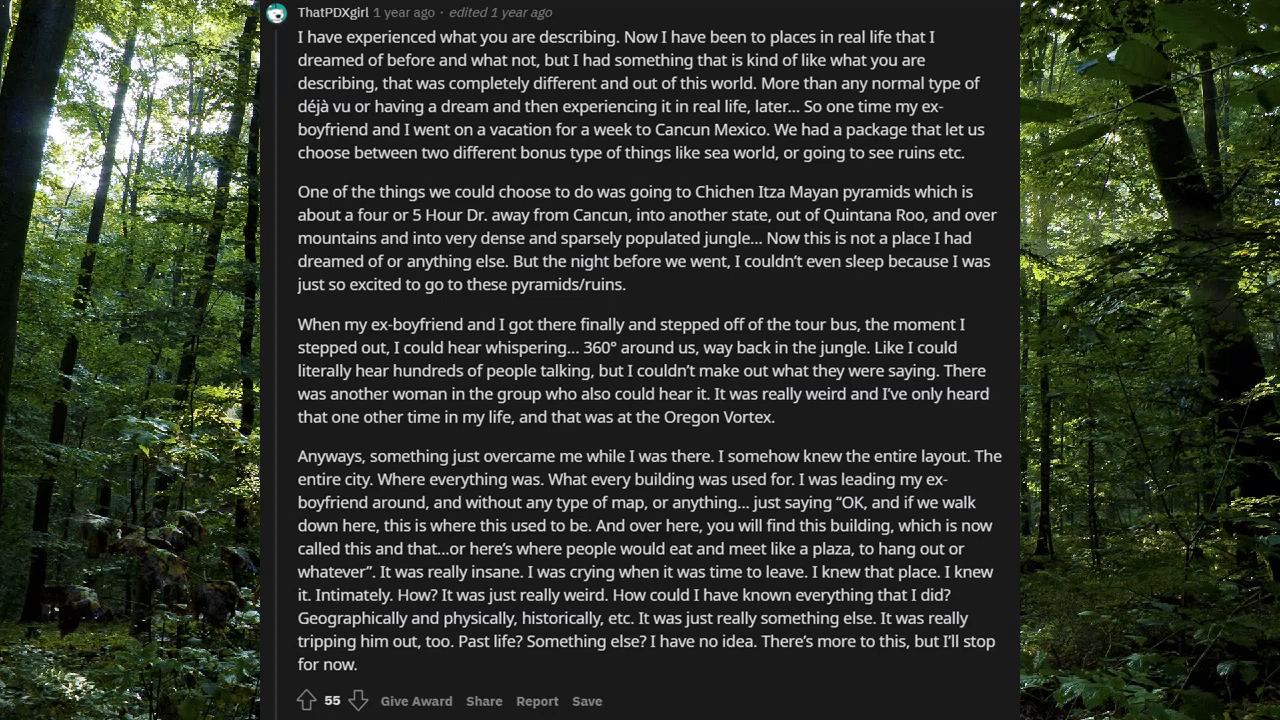 ThatPDXgirl 1 year ago · edited 1 year ago
I have experienced what you are describing. Now I have been to places in real life that I
dreamed of before and what not, but I had something that is kind of like what you are
describing, that was completely different and out of this world. More than any normal type of
déjà vu or having a dream and then experiencing it in real life, later... So one time my ex-
boyfriend and I went on a vacation for a week to Cancun Mexico. We had a package that let us
choose between two different bonus type of things like sea world, or going to see ruins etc.
One of the things we could choose to do was going to Chichen Itza Mayan pyramids which is
about a four or 5 Hour Dr. away from Cancun, into another state, out of Quintana Roo, and over
mountains and into very dense and sparsely populated jungle... Now this is not a place I had
dreamed of or anything else. But the night before we went, I couldn't even sleep because I was
just so excited to go to these pyramids/ruins.
When my ex-boyfriend and I got there finally and stepped off of the tour bus, the moment I
stepped out, I could hear whispering... 360° around us, way back in the jungle. Like I could
literally hear hundreds of people talking, but I couldn't make out what they were saying. There
was another woman in the group who also could hear it. It was really weird and I've only heard
that one other time in my life, and that was at the Oregon Vortex.
Anyways, something just overcame me while I was there. I somehow knew the entire layout. The
entire city. Where everything was. What every building was used for. I was leading my ex-
boyfriend around, and without any type of map, or anything... just saying “OK, and if we walk
down here, this is where this used to be. And over here, you will find this building, which is now
called this and that...or here's where people would eat and meet like a plaza, to hang out or
whatever”. It was really insane. I was crying when it was time to leave. I knew that place. I knew
it. Intimately. How? It was just really weird. How could I have known everything that I did?
Geographically and physically, historically, etc. It was just really something else. It was really
tripping him out, too. Past life? Something else? I have no idea. There's more to this, but I'll stop
for now.
55 Give Award Share Report Save